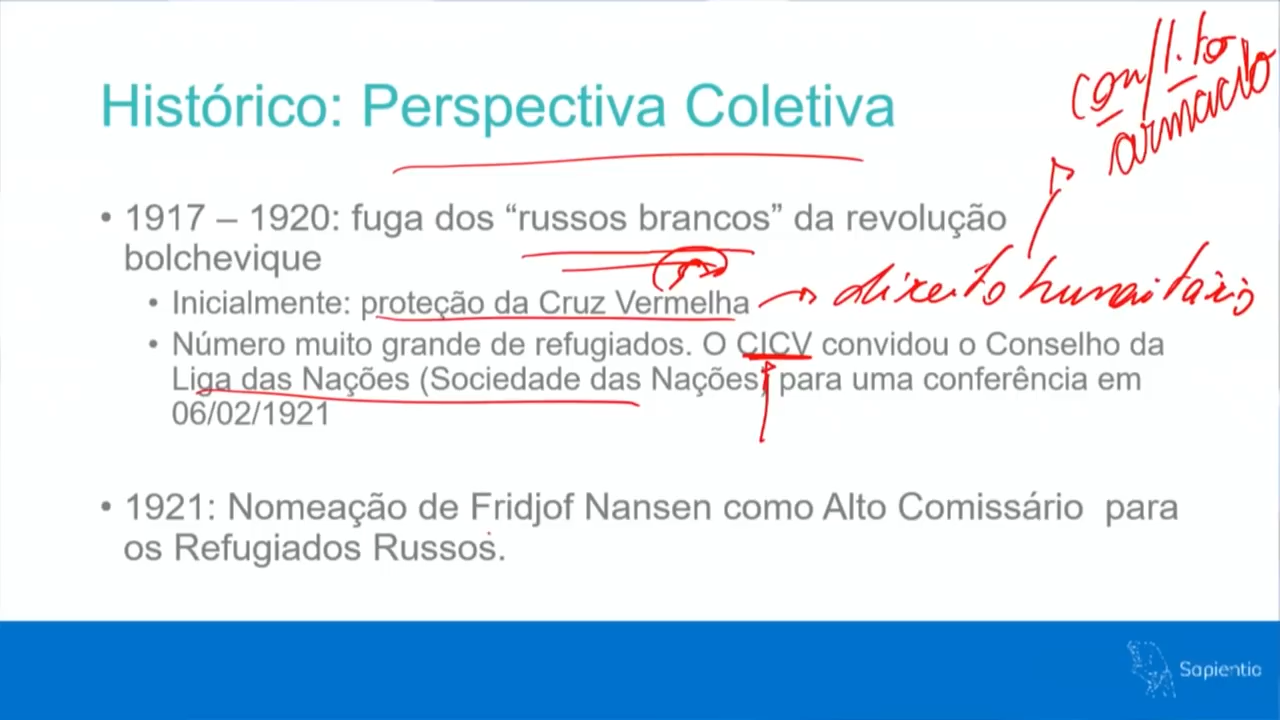 Histórico: Perspectiva Coletiva
conflito
armado
• 1917 – 1920: fuga dos “russos brancos” da revolução
bolchevique
• Inicialmente: proteção da Cruz Vermelha
direito humanitário
• Número muito grande de refugiados. O CICV convidou o Conselho da
Liga das Nações (Sociedade das Nações) para uma conferência em
06/02/1921
• 1921: Nomeação de Fridjof Nansen como Alto Comissário para
os Refugiados Russos.
Sapientia